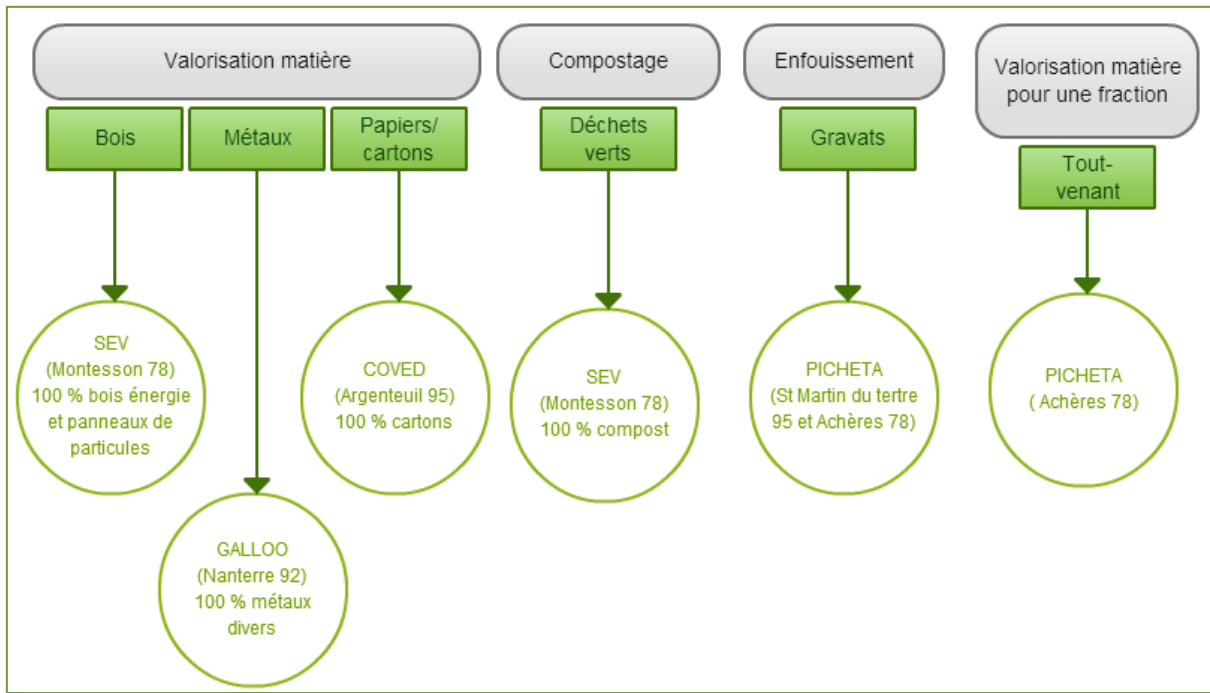 Valorisation matière
Compostage
Enfouissement
Valorisation matière
pour une fraction
Bois
Métaux
Papiers/
cartons
Déchets
verts
Gravats
Tout-
venant
SEV
(Montesson 78)
100 % bois énergie
et panneaux de
particules
GALLOO
(Nanterre 92)
100 % métaux
divers
COVED
(Argenteuil 95)
100 % cartons
SEV
(Montesson 78)
100 % compost
PICHETA
(St Martin du tertre
95 et Achères 78)
PICHETA
( Achères 78)